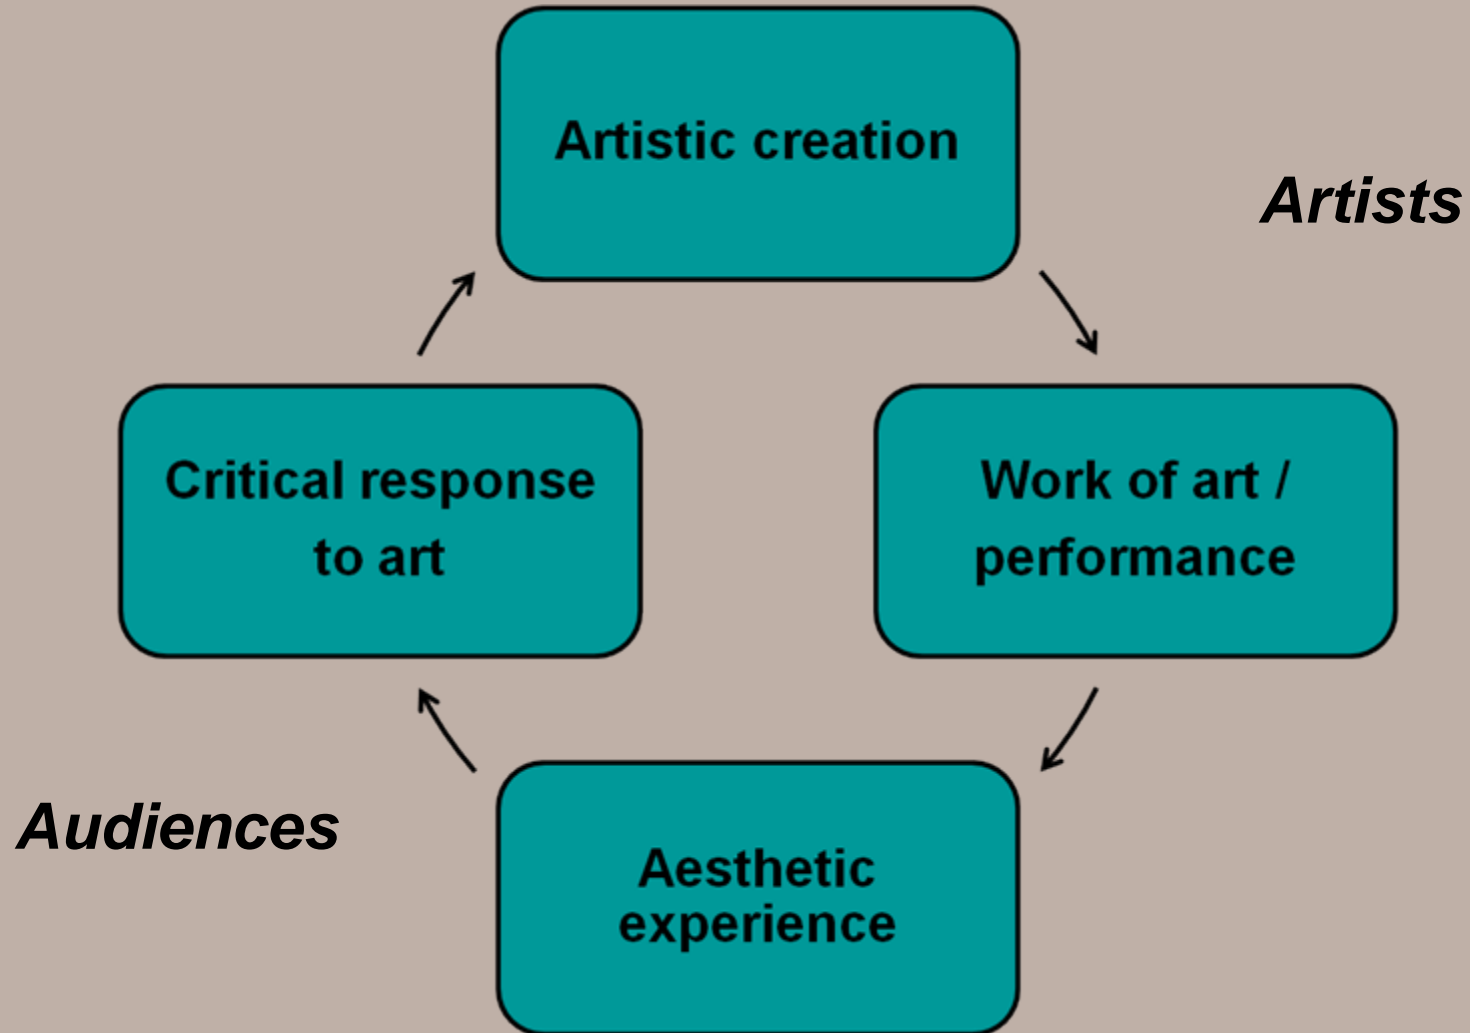 Artistic creation
Artists
Critical response
to art
Work of art /
performance
Audiences
Aesthetic
experience